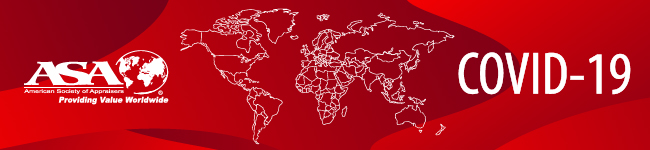 ASA
American Society of Appraisers
Providing Value Worldwide
®
COVID-19